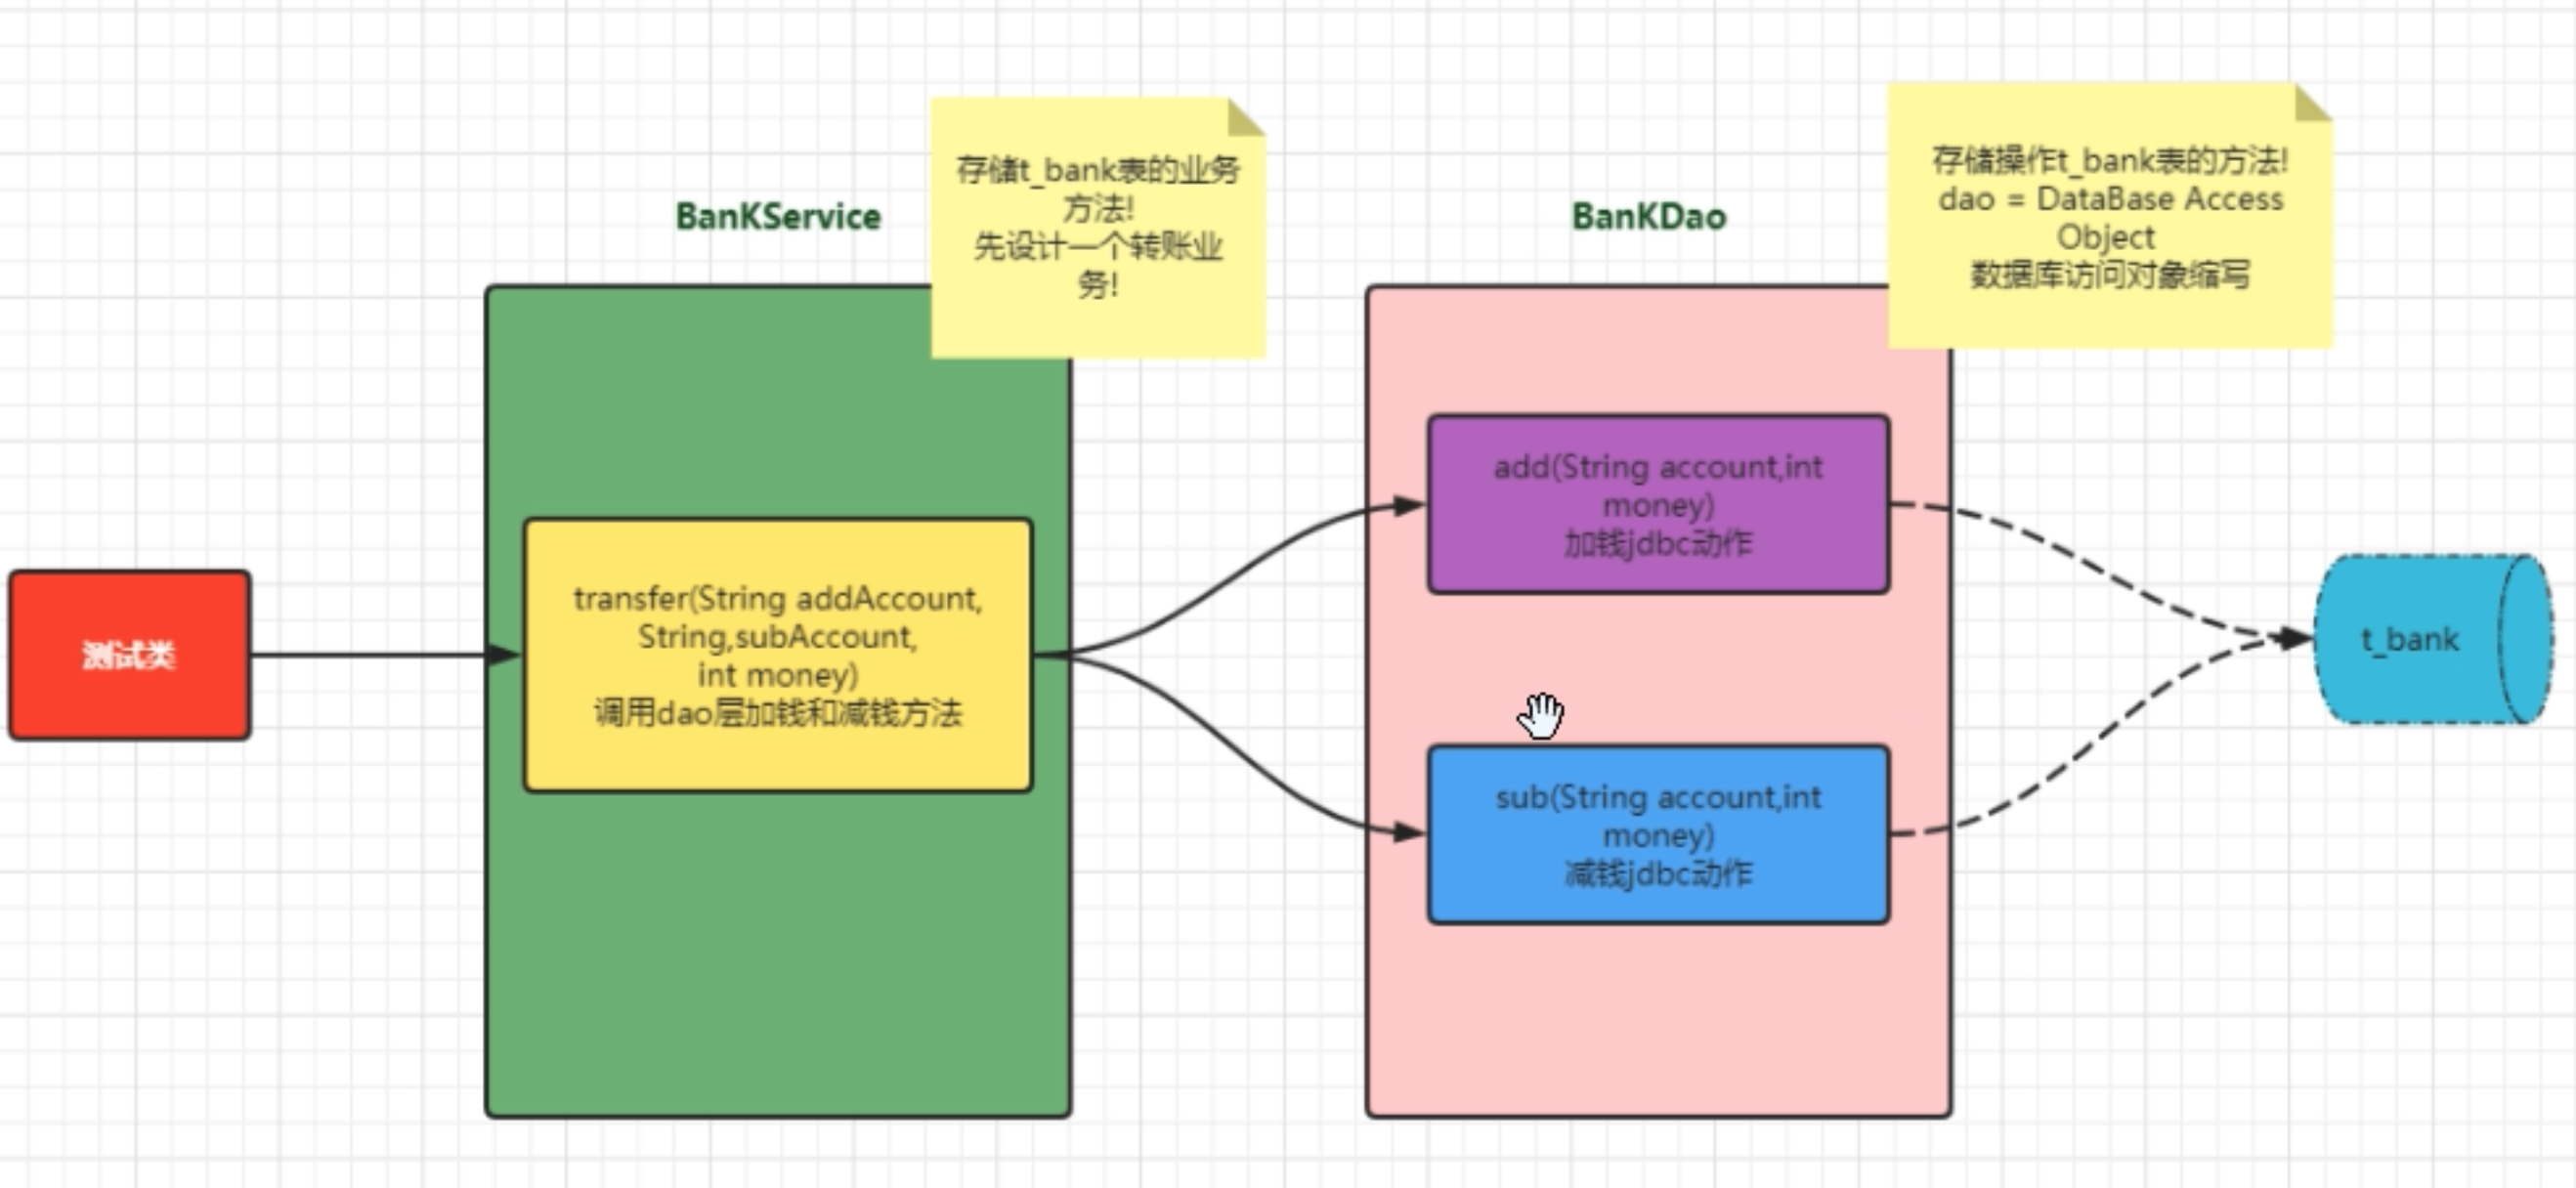 BanKService
存储t_bank表的业务
方法!
先设计一个转账业
务!
BanKDao
存储操作t_bank表的方法!
dao = DataBase Access
Object
数据库访问对象缩写
测试类
transfer(String addAccount,
String,subAccount,
int money)
调用dao层加钱和减钱方法
add(String account,int
money)
加钱jdbc动作
sub(String account,int
money)
减钱jdbc动作
t_bank